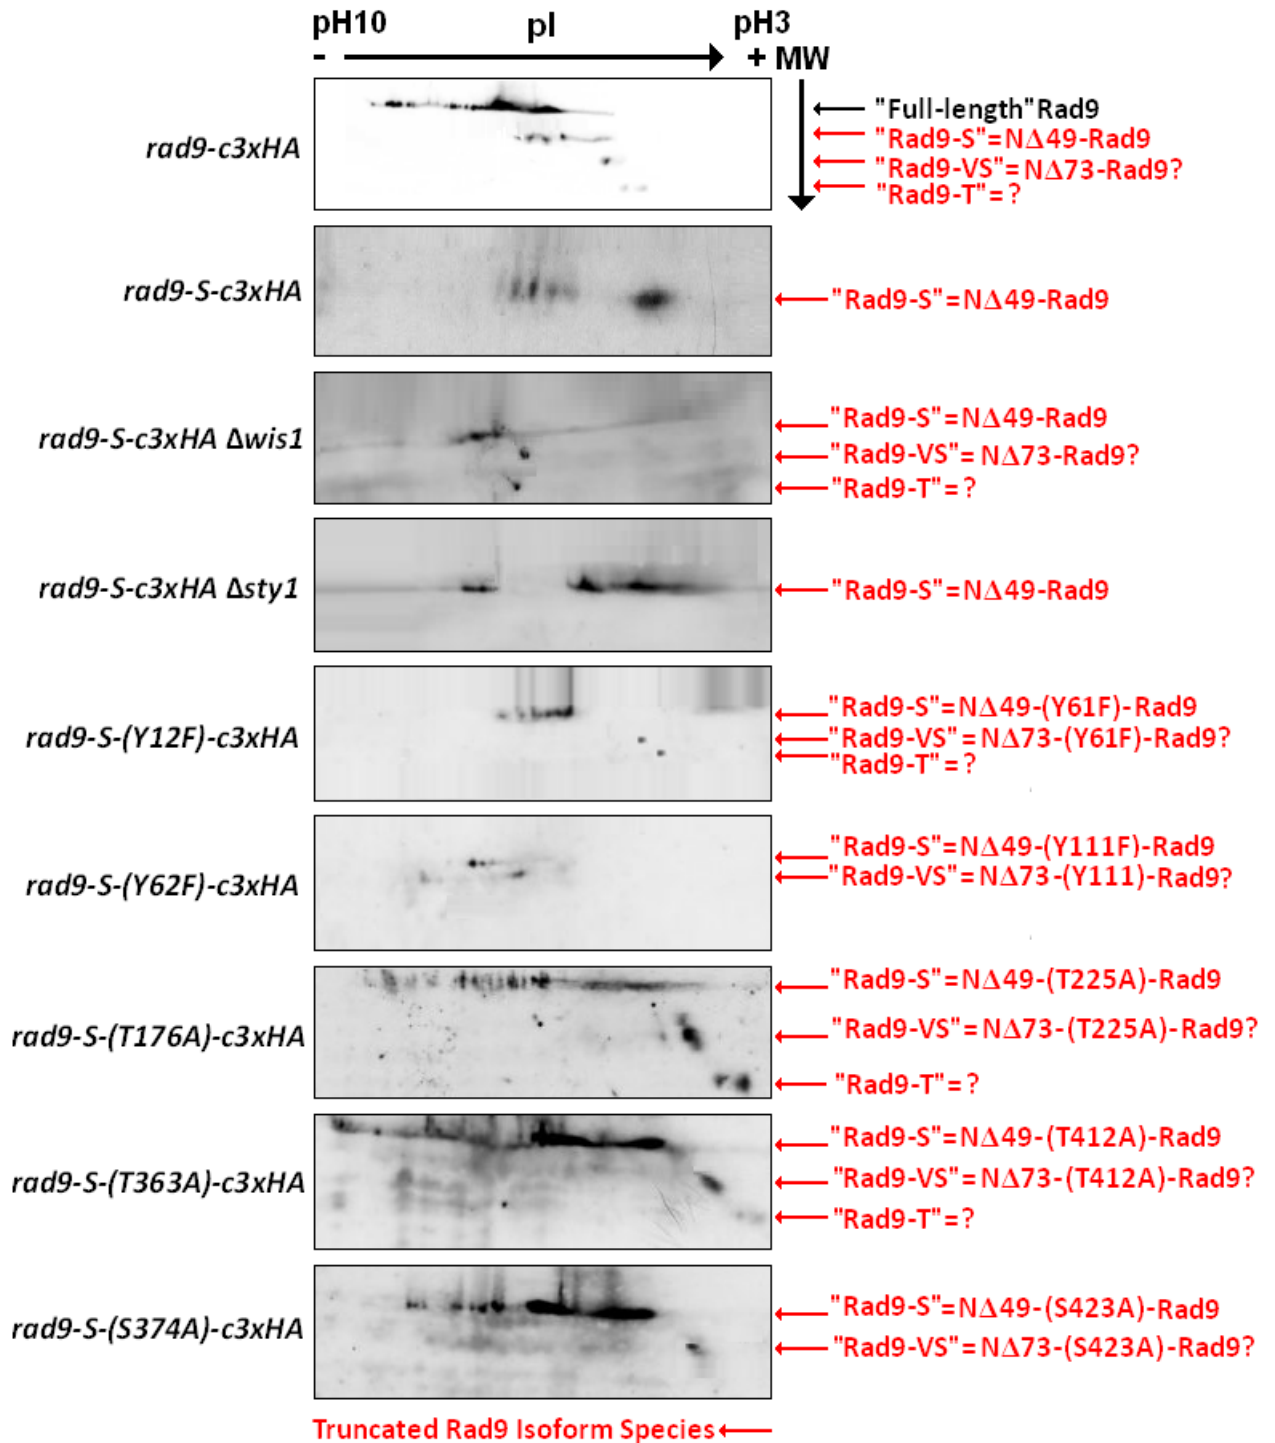 pH10 pI pH3
- + MW
rad9-c3xHA
"Full-length"Rad9
"Rad9-S"=NΔ49-Rad9
"Rad9-VS"=NΔ73-Rad9?
"Rad9-T"=?
rad9-S-c3xHA
"Rad9-S"=NΔ49-Rad9
rad9-S-c3xHA Δwis1
"Rad9-S"=NΔ49-Rad9
"Rad9-VS"=NΔ73-Rad9?
"Rad9-T"=?
rad9-S-c3xHA Δsty1
"Rad9-S"=NΔ49-Rad9
rad9-S-(Y12F)-c3xHA
"Rad9-S"=NΔ49-(Y61F)-Rad9
"Rad9-VS"=NΔ73-(Y61F)-Rad9?
"Rad9-T"=?
rad9-S-(Y62F)-c3xHA
"Rad9-S"=NΔ49-(Y111F)-Rad9
"Rad9-VS"=NΔ73-(Y111)-Rad9?
rad9-S-(T176A)-c3xHA
"Rad9-S"=NΔ49-(T225A)-Rad9
"Rad9-VS"=NΔ73-(T225A)-Rad9?
"Rad9-T"=?
rad9-S-(T363A)-c3xHA
"Rad9-S"=NΔ49-(T412A)-Rad9
"Rad9-VS"=NΔ73-(T412A)-Rad9?
"Rad9-T"=?
rad9-S-(S374A)-c3xHA
"Rad9-S"=NΔ49-(S423A)-Rad9
"Rad9-VS"=NΔ73-(S423A)-Rad9?
Truncated Rad9 Isoform Species